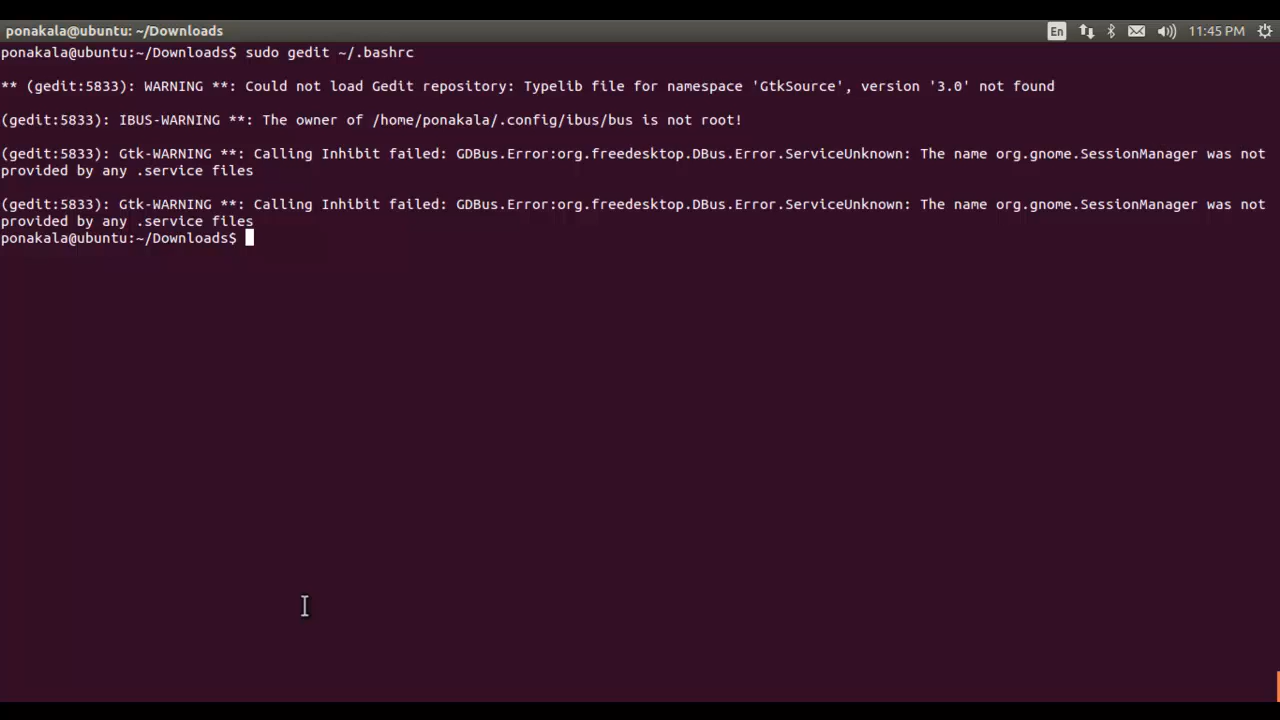 ponakala@ubuntu: ~/Downloads
En
11:45 PM
ponakala@ubuntu:~/Downloads$ sudo gedit ~/.bashrc
** (gedit:5833): WARNING **: Could not load Gedit repository: Typelib file for namespace 'GtkSource', version '3.0' not found
(gedit:5833): IBUS-WARNING **: The owner of /home/ponakala/.config/ibus/bus is not root!
(gedit:5833): Gtk-WARNING **: Calling Inhibit failed: GDBus.Error:org.freedesktop.DBus.Error.ServiceUnknown: The name org.gnome.SessionManager was not
provided by any .service files
(gedit:5833): Gtk-WARNING **: Calling Inhibit failed: GDBus.Error:org.freedesktop.DBus.Error.ServiceUnknown: The name org.gnome.SessionManager was not
provided by any .service files
ponakala@ubuntu:~/Downloads$